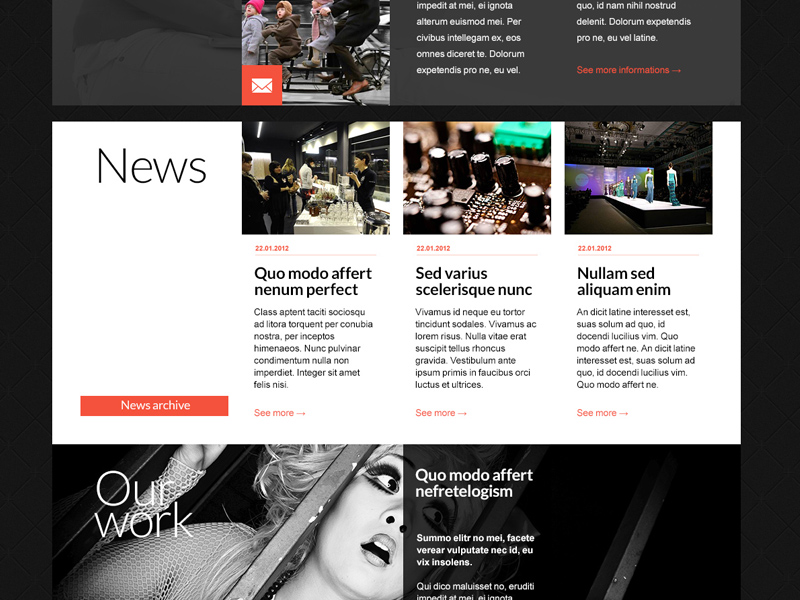 impedit at mei, ei ignota
alterum euismod mei. Per
civibus intellegam ex, eos
omnes diceret te. Dolorum
expetendis pro ne, eu vel.
quo, id nam nihil nostrud
delenit. Dolorum expetendis
pro ne, eu vel latine.
See more informations →
News
News archive
22.01.2012
Quo modo affert
nenum perfect
Class aptent taciti sociosqu
ad litora torquent per conubia
nostra, per inceptos
himenaeos. Nunc pulvinar
condimentum nulla non
imperdiet. Integer sit amet
felis nisi.
See more →
22.01.2012
Sed varius
scelerisque nunc
Vivamus id neque eu tortor
tincidunt sodales. Vivamus ac
lorem risus. Nulla vitae erat
suscipit tellus rhoncus
gravida. Vestibulum ante
ipsum primis in faucibus orci
luctus et ultrices.
See more →
22.01.2012
Nullam sed
aliquam enim
An dicit latine interesset est,
suas solum ad quo, id
docendi lucilius vim. Quo
modo affert ne. An dicit latine
interesset est, suas solum ad
quo, id docendi lucilius vim.
Quo modo affert ne.
See more →
Our
work
Quo modo affert
nefretelogism
Summo elitr no mei, facete
verear vulputate nec id, eu
vix insolens.
Qui dico maluisset no, eruditi
impedit at mei, ei ignota